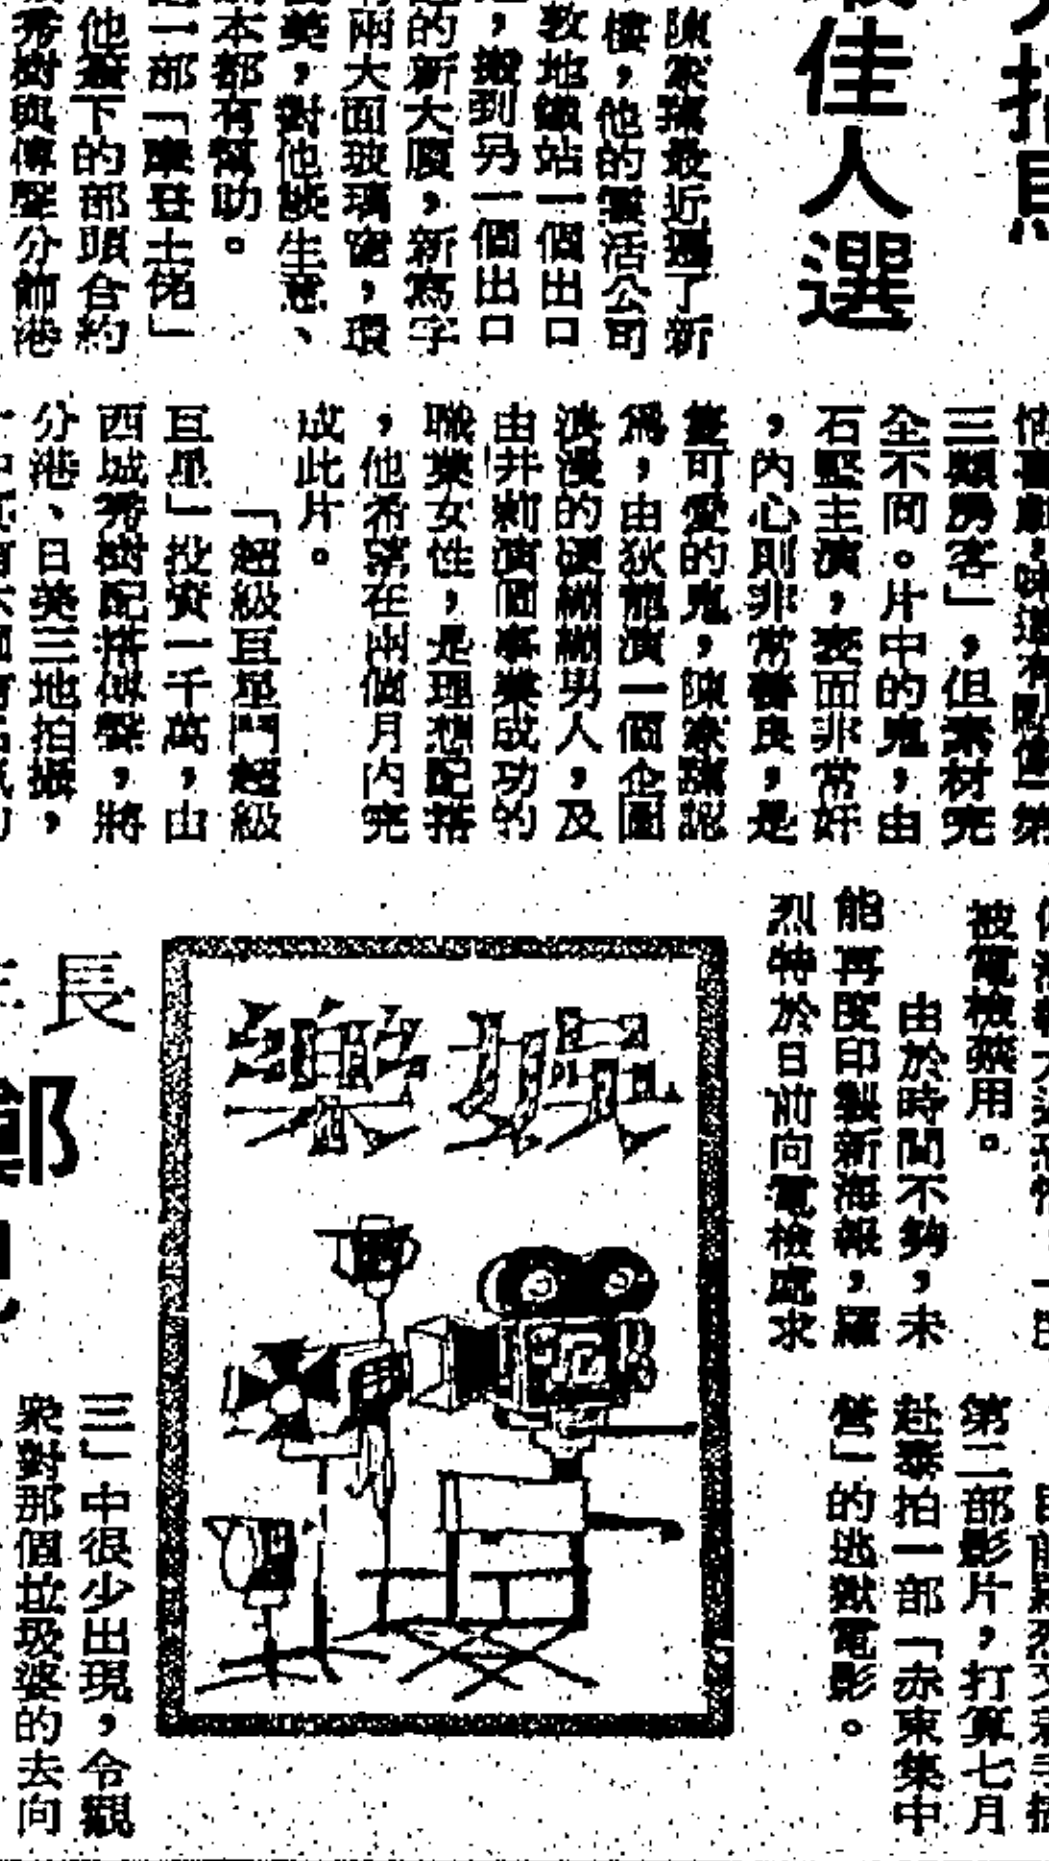 佳人選
陳家蓀最近遷了新
樓，他的寫活公司
敦地鐵站一個出口
，搬到另一個出口
的新大廈，新寫字
兩大面玻璃窗，環
美，對他談生意、
本都有幫助。
一部「摩登土佬」
他旗下的部頭合約
秀樹與傅聲分飾港
三類房客」，但素材完
全不同。片中的鬼，由
石堅主演，表面非常奸
，內心則非常善良，是
隻可愛的鬼，陳家蓀認
為，由狄龍演一個企圖
浪漫的硬繃繃男人，及
由井莉演個事業成功的
職業女性，是理想配搭
，他希望在兩個月內完
成此片。
「超級巨星鬥超級
巨星」投資一千萬，由
西城秀樹配搭傅聲，將
分港、日美三地拍攝，
被電檢禁用。
由於時間不夠，未
能再度印製新海報，羅
烈特於日前向電檢處求
第二部影片，打算七月
赴泰拍一部「赤柬集中
營」的逃獄電影。
娛樂
長
鄭
三」中很少出現，令觀
眾對那個垃圾婆的去向